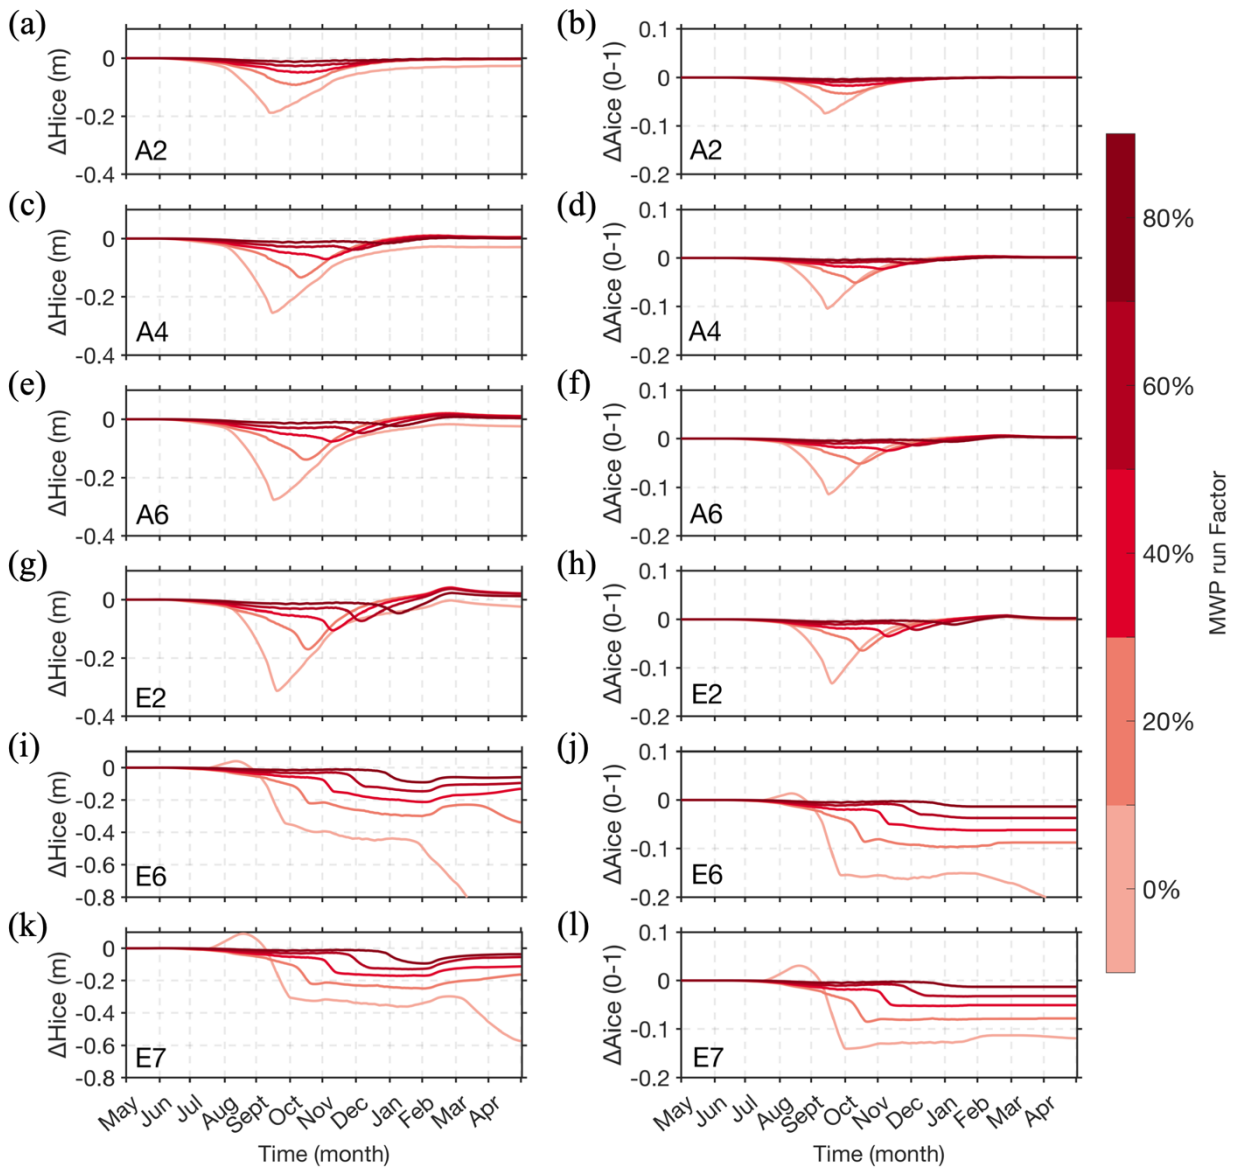 (a)
0
-0.2
-0.4
ΔHice (m)
A2
(b)
0.1
0
-0.1
-0.2
ΔAice (0-1)
A2
(c)
0
-0.2
-0.4
ΔHice (m)
A4
(d)
0.1
0
-0.1
-0.2
ΔAice (0-1)
A4
(e)
0
-0.2
-0.4
ΔHice (m)
A6
(f)
0.1
0
-0.1
-0.2
ΔAice (0-1)
A6
(g)
0
-0.2
-0.4
ΔHice (m)
E2
(h)
0.1
0
-0.1
-0.2
ΔAice (0-1)
E2
(i)
0
-0.2
-0.4
-0.6
-0.8
ΔHice (m)
E6
(j)
0.1
0
-0.1
-0.2
ΔAice (0-1)
E6
(k)
0
-0.2
-0.4
-0.6
-0.8
ΔHice (m)
E7
May Jun Jul Aug Sept Oct Nov Dec Jan Feb Mar Apr
Time (month)
(l)
0.1
0
-0.1
-0.2
ΔAice (0-1)
E7
May Jun Jul Aug Sept Oct Nov Dec Jan Feb Mar Apr
Time (month)
80%
60%
40%
20%
0%
MWP run Factor